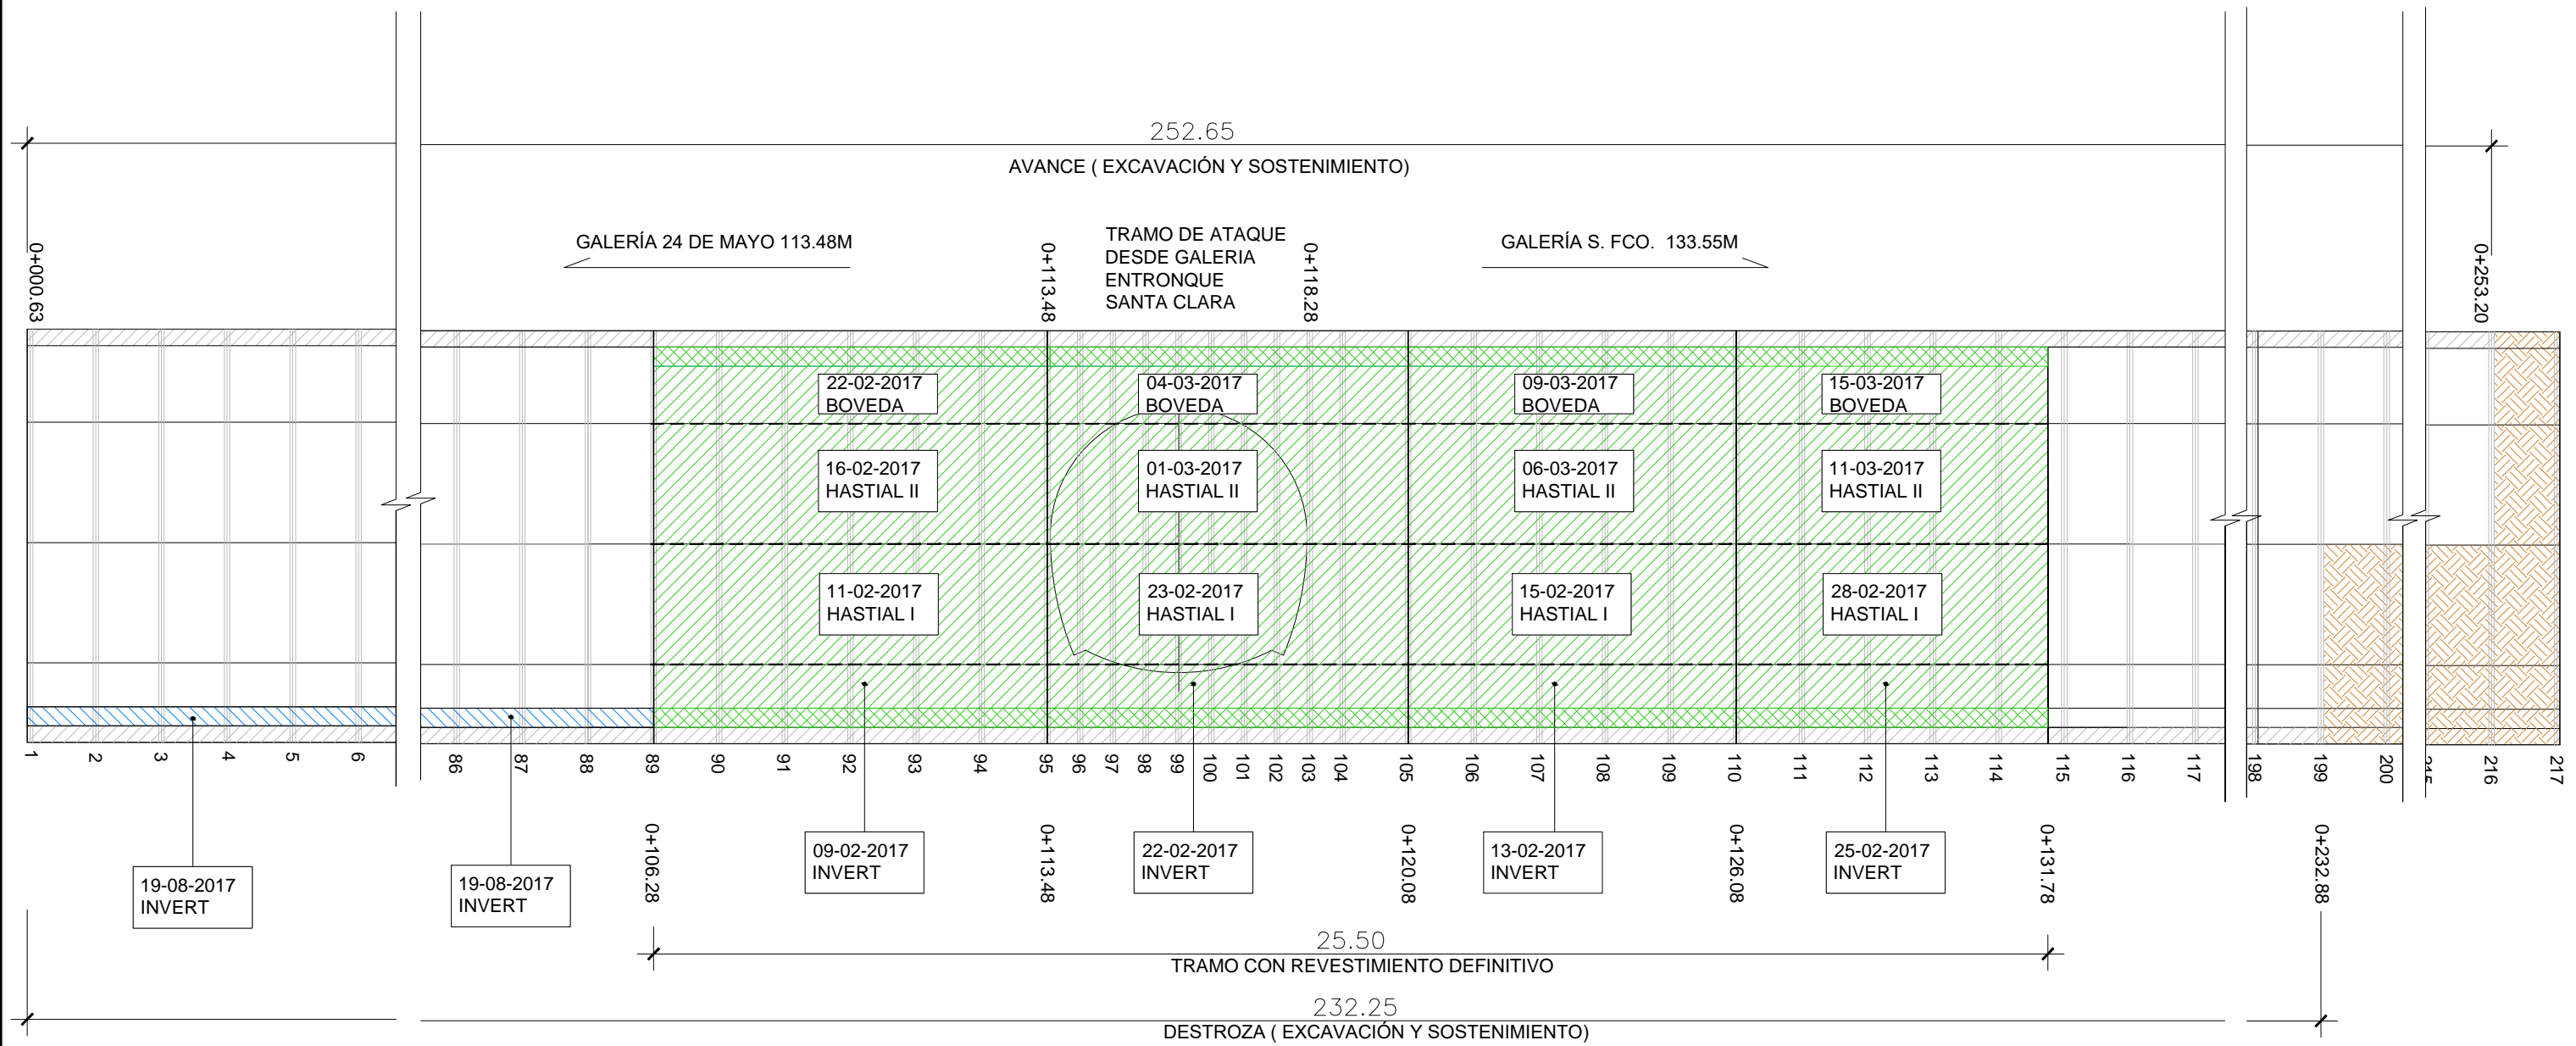 252.65
AVANCE ( EXCAVACIÓN Y SOSTENIMIENTO)
GALERÍA 24 DE MAYO 113.48M
TRAMO DE ATAQUE
DESDE GALERIA
ENTRONQUE
SANTA CLARA
GALERÍA S. FCO. 133.55M
0+000.63
0+113.48
0+118.28
0+253.20
22-02-2017
BOVEDA
04-03-2017
BOVEDA
09-03-2017
BOVEDA
15-03-2017
BOVEDA
16-02-2017
HASTIAL II
01-03-2017
HASTIAL II
06-03-2017
HASTIAL II
11-03-2017
HASTIAL II
11-02-2017
HASTIAL I
23-02-2017
HASTIAL I
15-02-2017
HASTIAL I
28-02-2017
HASTIAL I
1 2 3 4 5 6 86 87 88 89 90 91 92 93 94 95 96 97 98 99 100 101 102 103 104 105 106 107 108 109 110 111 112 113 114 115 116 117 198 199 200 215 216 217
0+106.28
0+113.48
0+120.08
0+126.08
0+131.78
0+232.88
19-08-2017
INVERT
19-08-2017
INVERT
09-02-2017
INVERT
22-02-2017
INVERT
13-02-2017
INVERT
25-02-2017
INVERT
25.50
TRAMO CON REVESTIMIENTO DEFINITIVO
232.25
DESTROZA ( EXCAVACIÓN Y SOSTENIMIENTO)